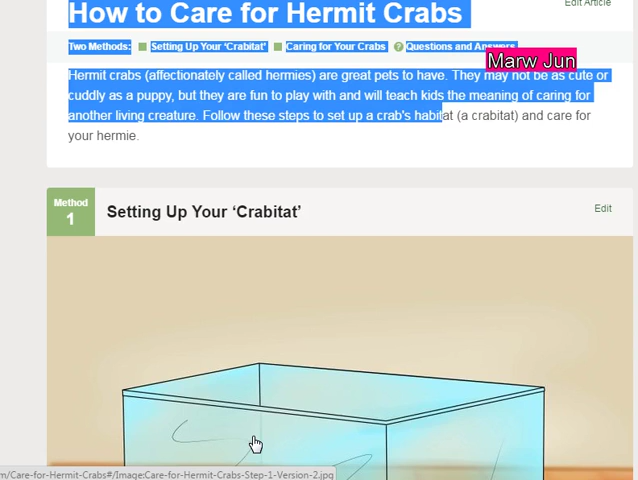 How to Care for Hermit Crabs
Edit Article
Two Methods: Setting Up Your ‘Crabitat’ Caring for Your Crabs ? Questions and Answers
Marw Jun
Hermit crabs (affectionately called hermies) are great pets to have. They may not be as cute or
cuddly as a puppy, but they are fun to play with and will teach kids the meaning of caring for
another living creature. Follow these steps to set up a crab's habitat (a crabitat) and care for
your hermie.
Method
1
Setting Up Your ‘Crabitat’
Edit
m/Care-for-Hermit-Crabs#/Image:Care-for-Hermit-Crabs-Step-1-Version-2.jpg